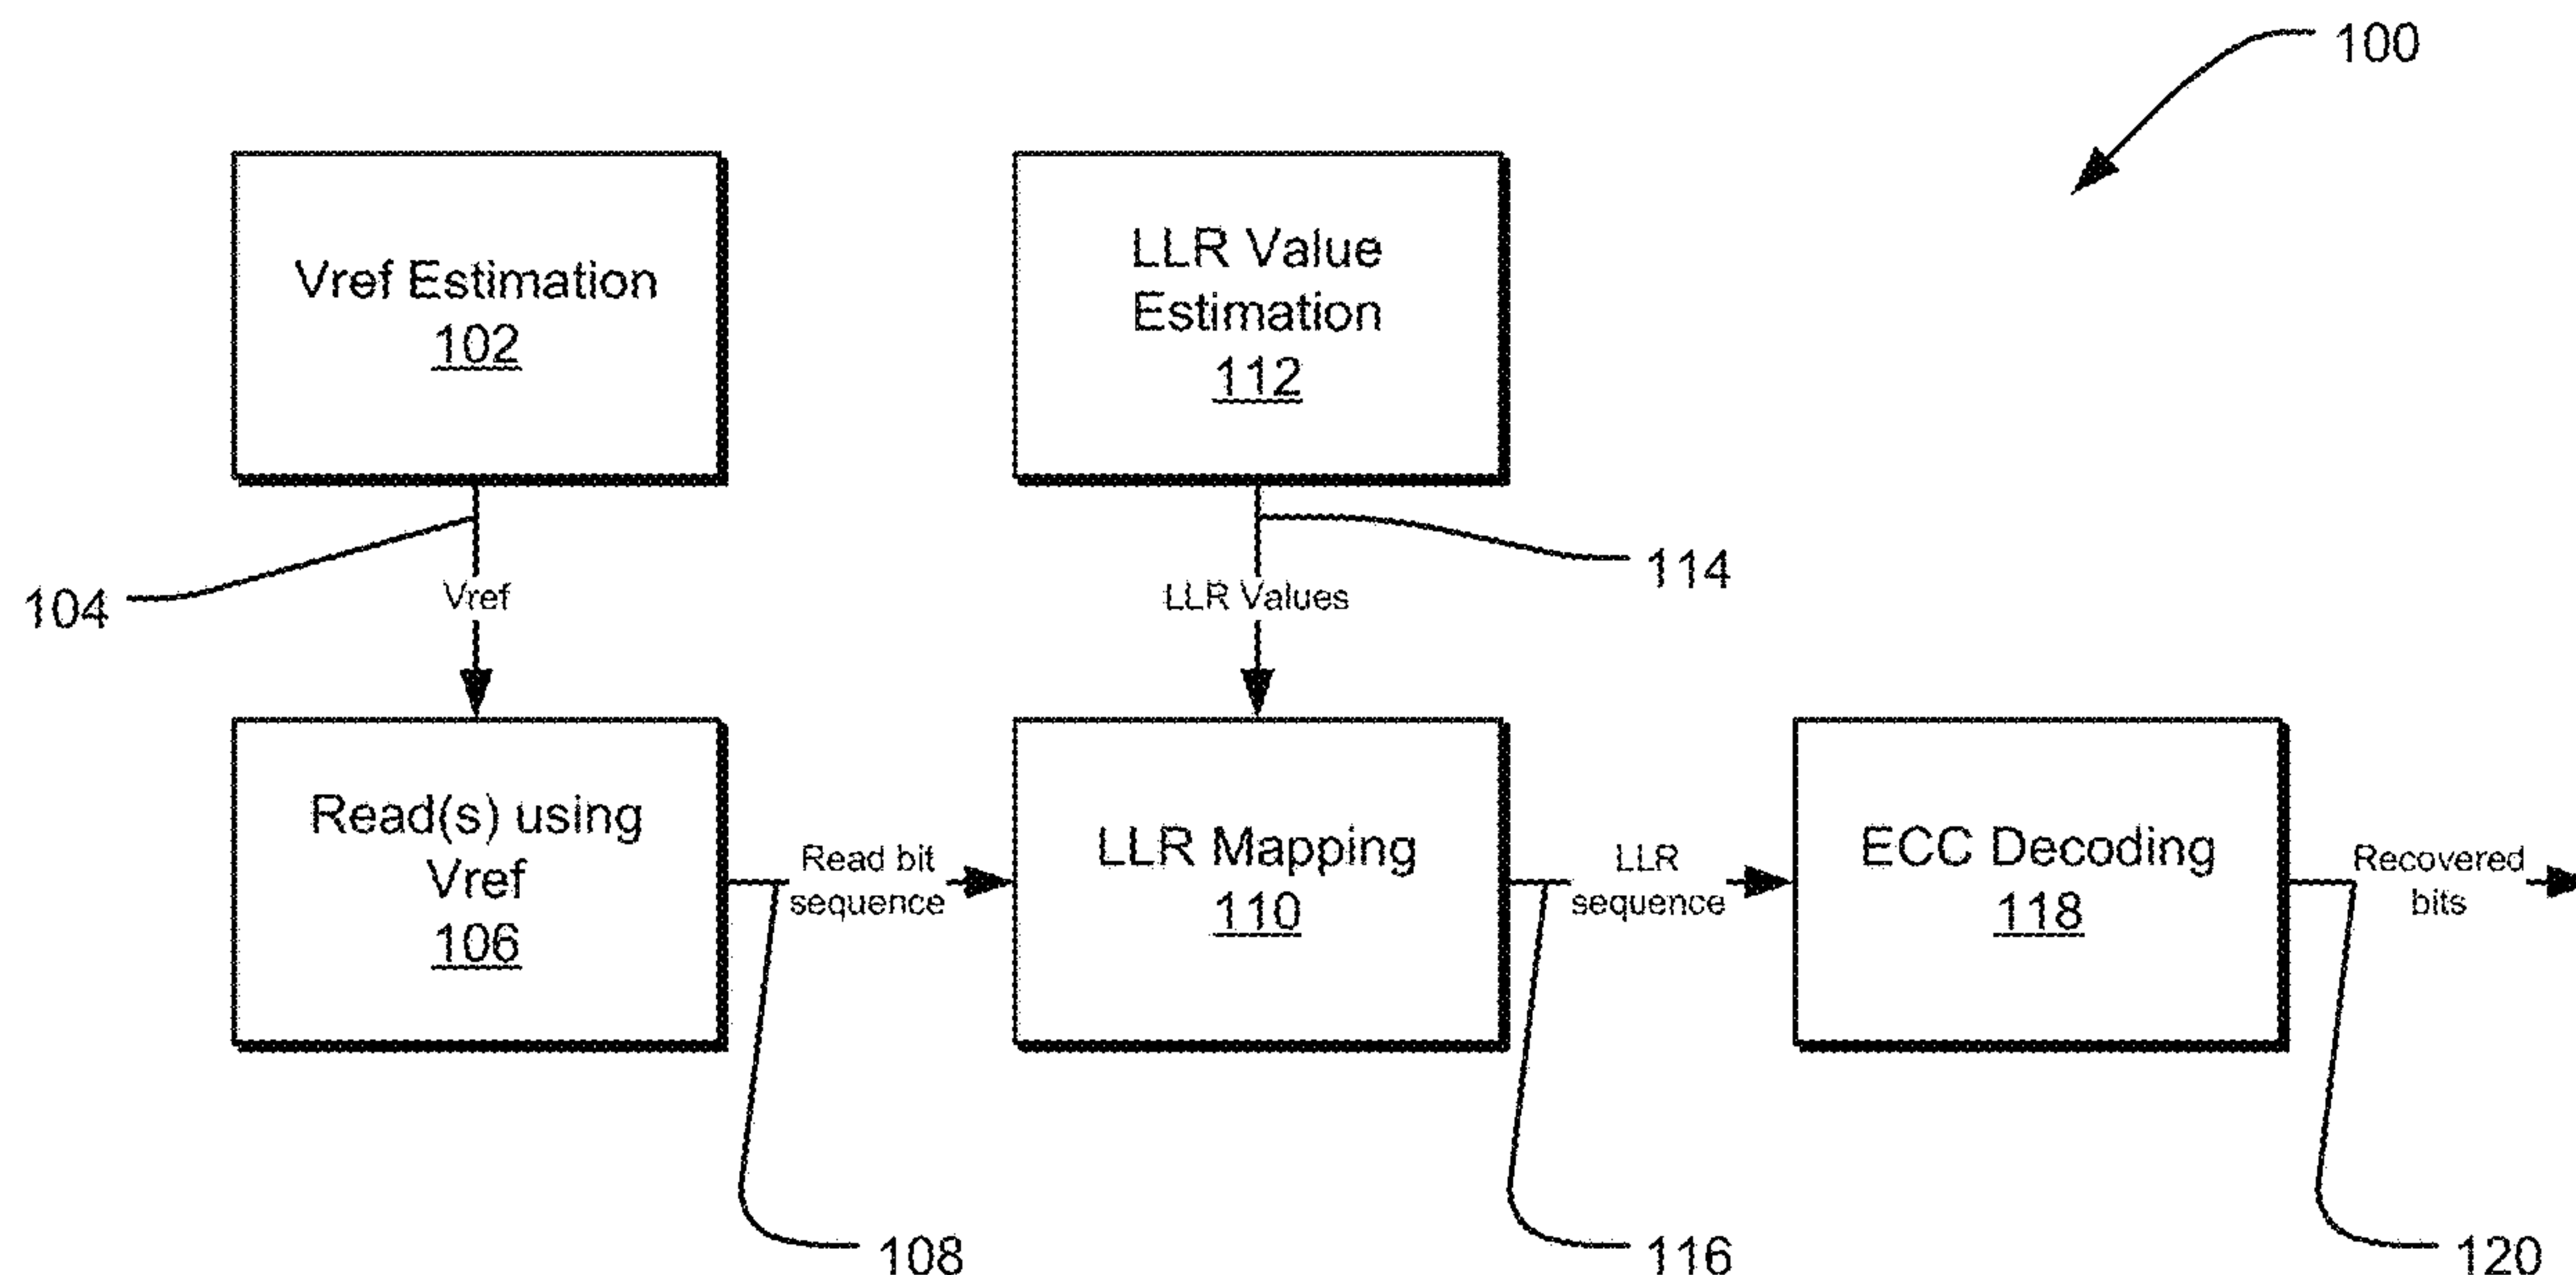 100
Vref Estimation
102
LLR Value
Estimation
112
104
Vref
LLR Values
114
Read(s) using
Vref
106
Read bit
sequence
LLR Mapping
110
LLR
sequence
ECC Decoding
118
Recovered
bits
108
116
120